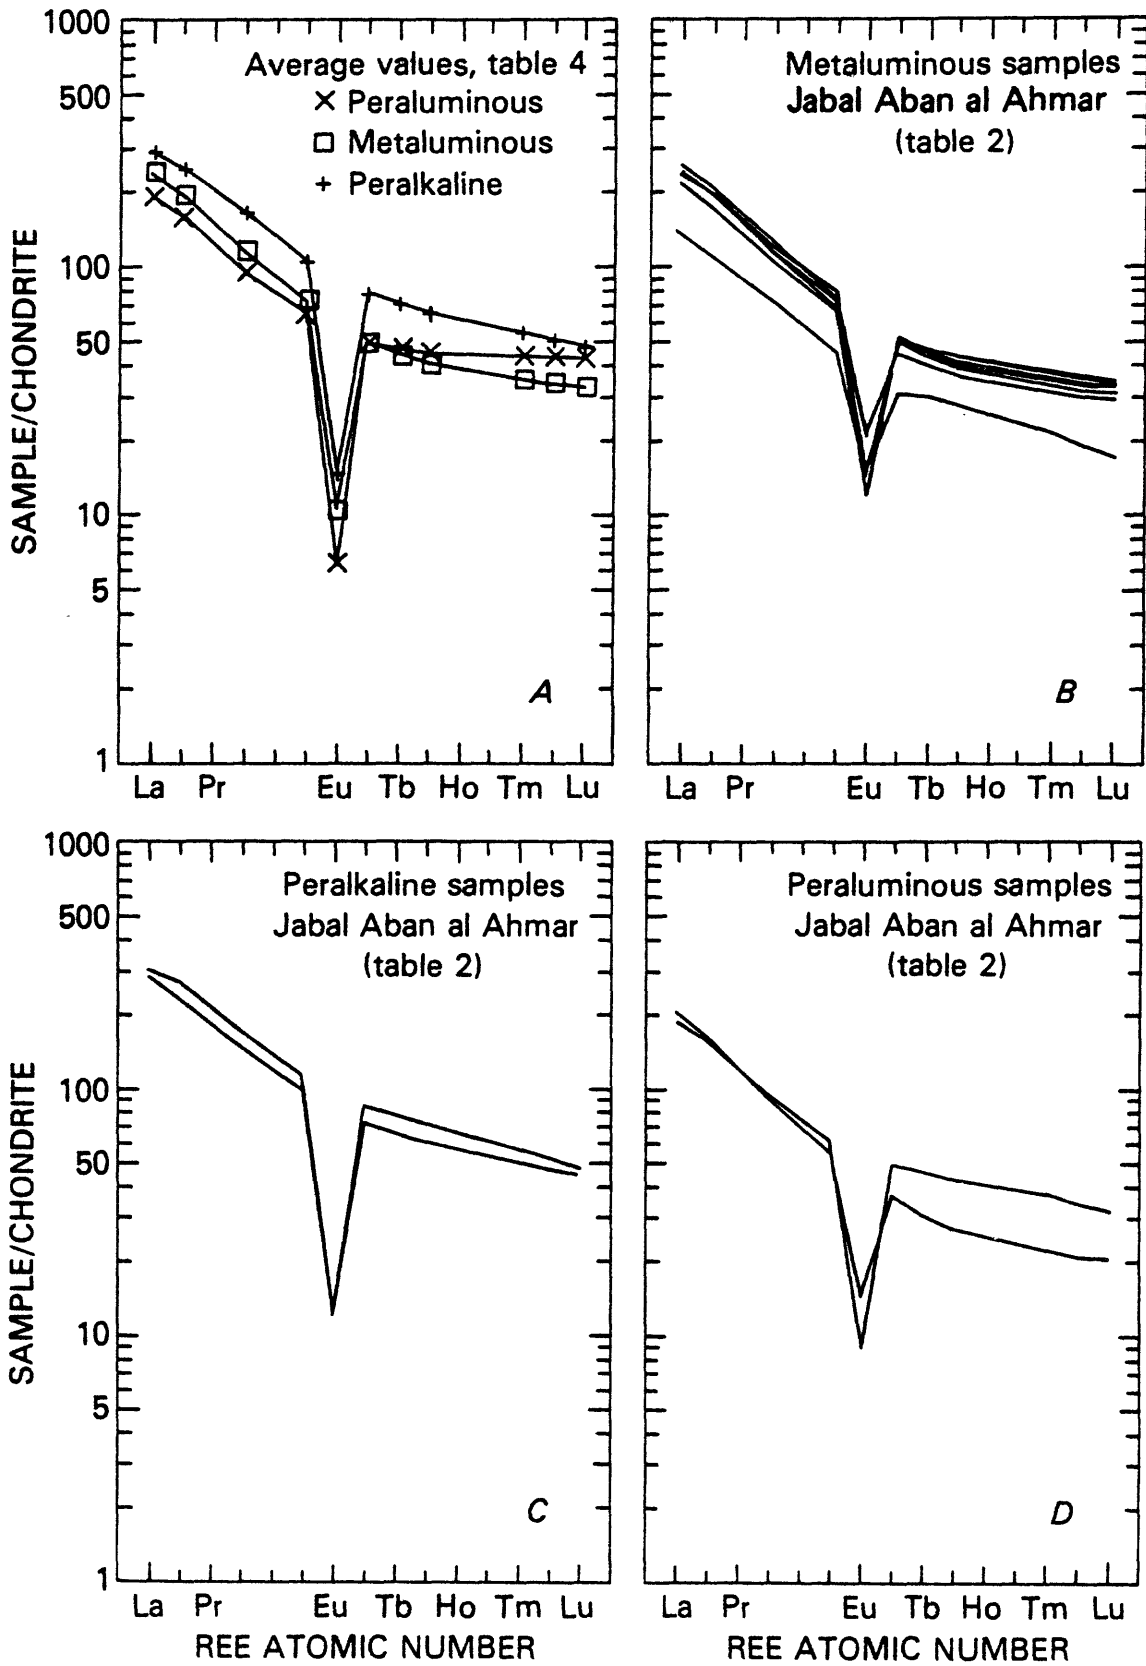 1000
500
100
50
10
5
1
SAMPLE/CHONDRITE
Average values, table 4
× Peraluminous
□ Metaluminous
+ Peralkaline
A
La Pr Eu Tb Ho Tm Lu
Metaluminous samples
Jabal Aban al Ahmar
(table 2)
B
La Pr Eu Tb Ho Tm Lu
1000
500
100
50
10
5
1
SAMPLE/CHONDRITE
Peralkaline samples
Jabal Aban al Ahmar
(table 2)
C
La Pr Eu Tb Ho Tm Lu
REE ATOMIC NUMBER
Peraluminous samples
Jabal Aban al Ahmar
(table 2)
D
La Pr Eu Tb Ho Tm Lu
REE ATOMIC NUMBER